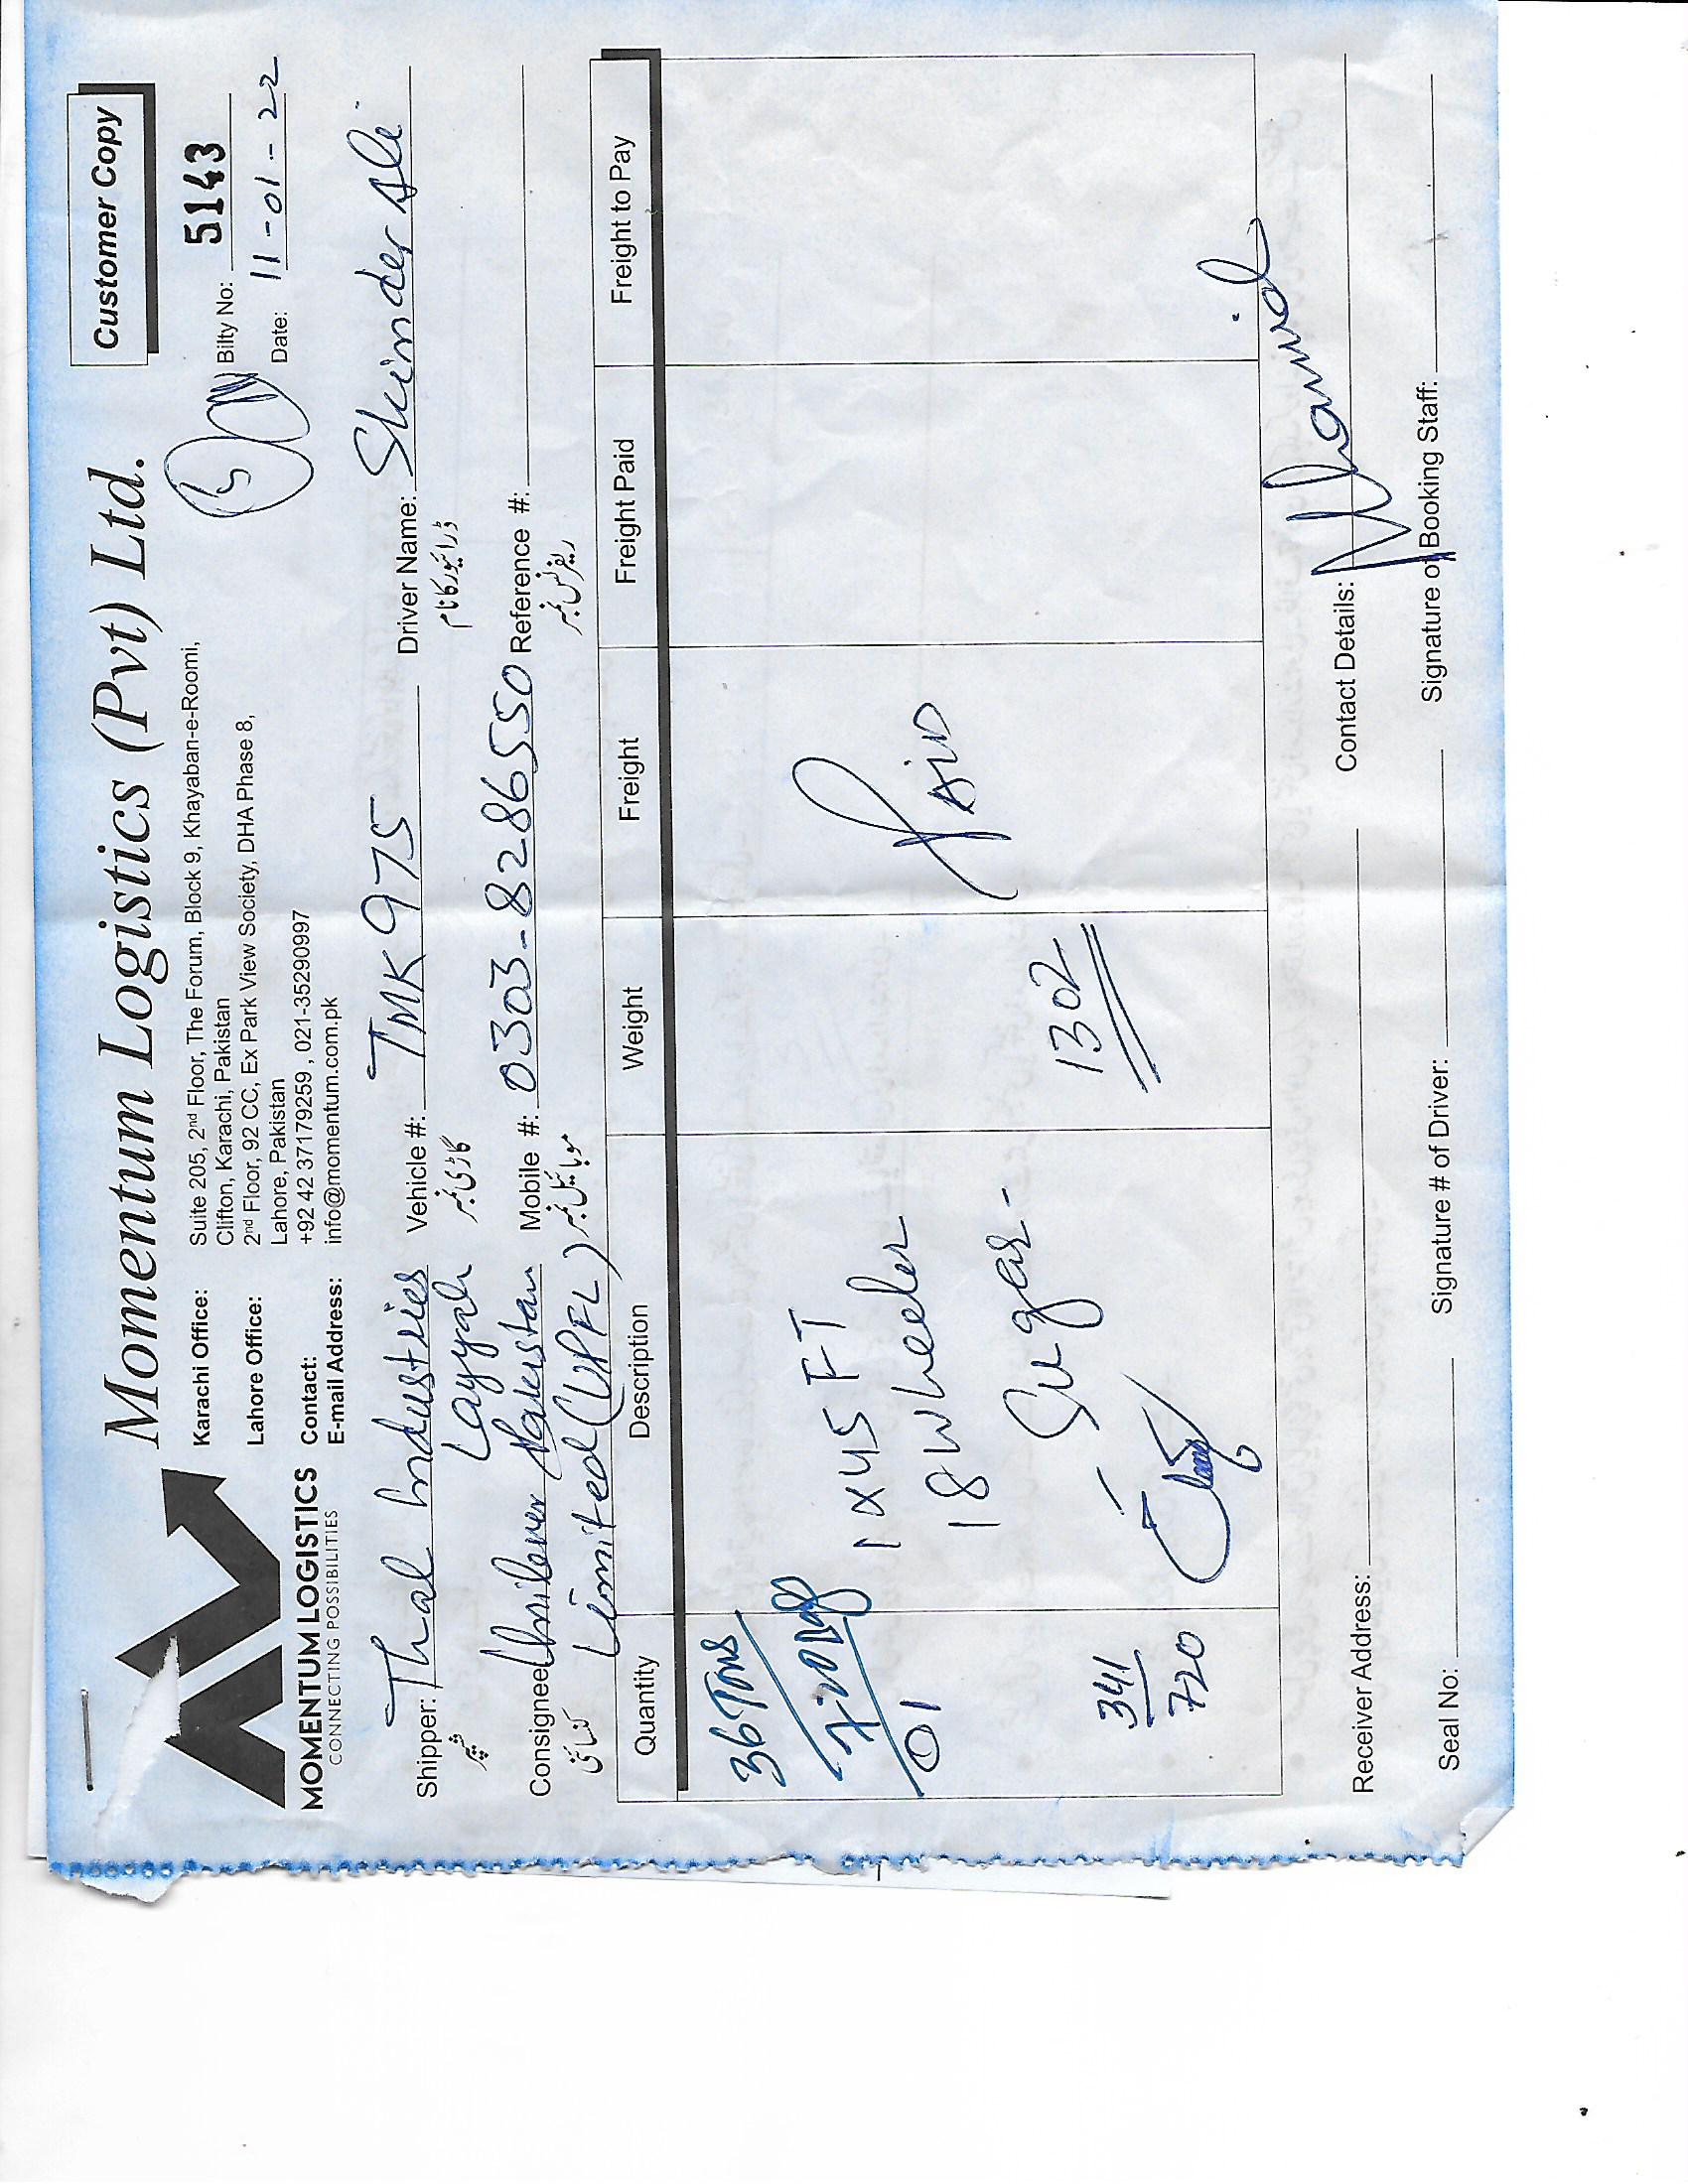 Momentum Logistics (Pvt) Ltd.
Customer Copy
MOMENTUM LOGISTICS
CONNECTING POSSIBILITIES
Karachi Office: Suite 205, 2nd Floor, The Forum, Block 9, Khayaban-e-Roomi,
Clifton, Karachi, Pakistan
Lahore Office: 2nd Floor, 92 CC, Ex Park View Society, DHA Phase 8,
Lahore, Pakistan
Contact: +92 42 37179259 , 021-35290997
E-mail Address: info@momentum.com.pk
Bilty No: 5143
Date: 11-01-22
Shipper: Thal Industries Vehicle #: TMK 975 Driver Name: Skinder Ali
شپر Layyah گاڑی نمبر ڈرائیور کا نام
Consignee Unilever Pakistan Mobile #: 0303-8286550 Reference #:
کنسائنی Limited (UPFL) موبائیل نمبر ریفرنس نمبر
Quantity Description Weight Freight Freight Paid Freight to Pay
36 Tons
720 Bags
01
1x45 FT
18 Wheeler
- Sugar -
PAID
1302
341
720
Receiver Address: Contact Details:
Seal No: Signature # of Driver: Signature of Booking Staff: